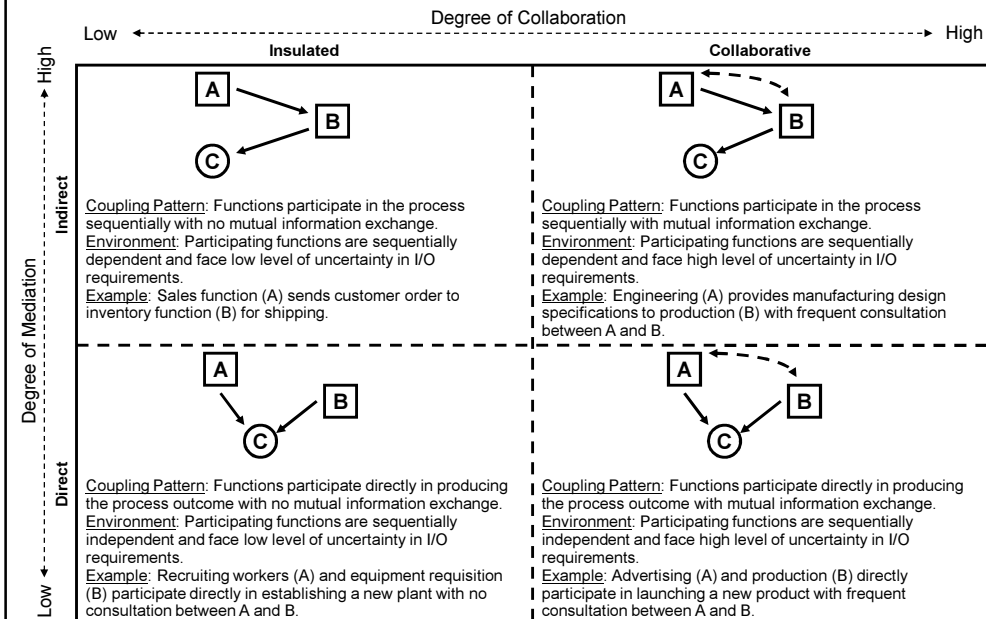 Degree of Collaboration
Low High
Insulated Collaborative
High
Degree of Mediation
Low
Indirect
A
B
C
Coupling Pattern: Functions participate in the process
sequentially with no mutual information exchange.
Environment: Participating functions are sequentially
dependent and face low level of uncertainty in I/O
requirements.
Example: Sales function (A) sends customer order to
inventory function (B) for shipping.
A
B
C
Coupling Pattern: Functions participate in the process
sequentially with mutual information exchange.
Environment: Participating functions are sequentially
dependent and face high level of uncertainty in I/O
requirements.
Example: Engineering (A) provides manufacturing design
specifications to production (B) with frequent consultation
between A and B.
Direct
A
B
C
Coupling Pattern: Functions participate directly in producing
the process outcome with no mutual information exchange.
Environment: Participating functions are sequentially
independent and face low level of uncertainty in I/O
requirements.
Example: Recruiting workers (A) and equipment requisition
(B) participate directly in establishing a new plant with no
consultation between A and B.
A
B
C
Coupling Pattern: Functions participate directly in producing
the process outcome with mutual information exchange.
Environment: Participating functions are sequentially
independent and face high level of uncertainty in I/O
requirements.
Example: Advertising (A) and production (B) directly
participate in launching a new product with frequent
consultation between A and B.